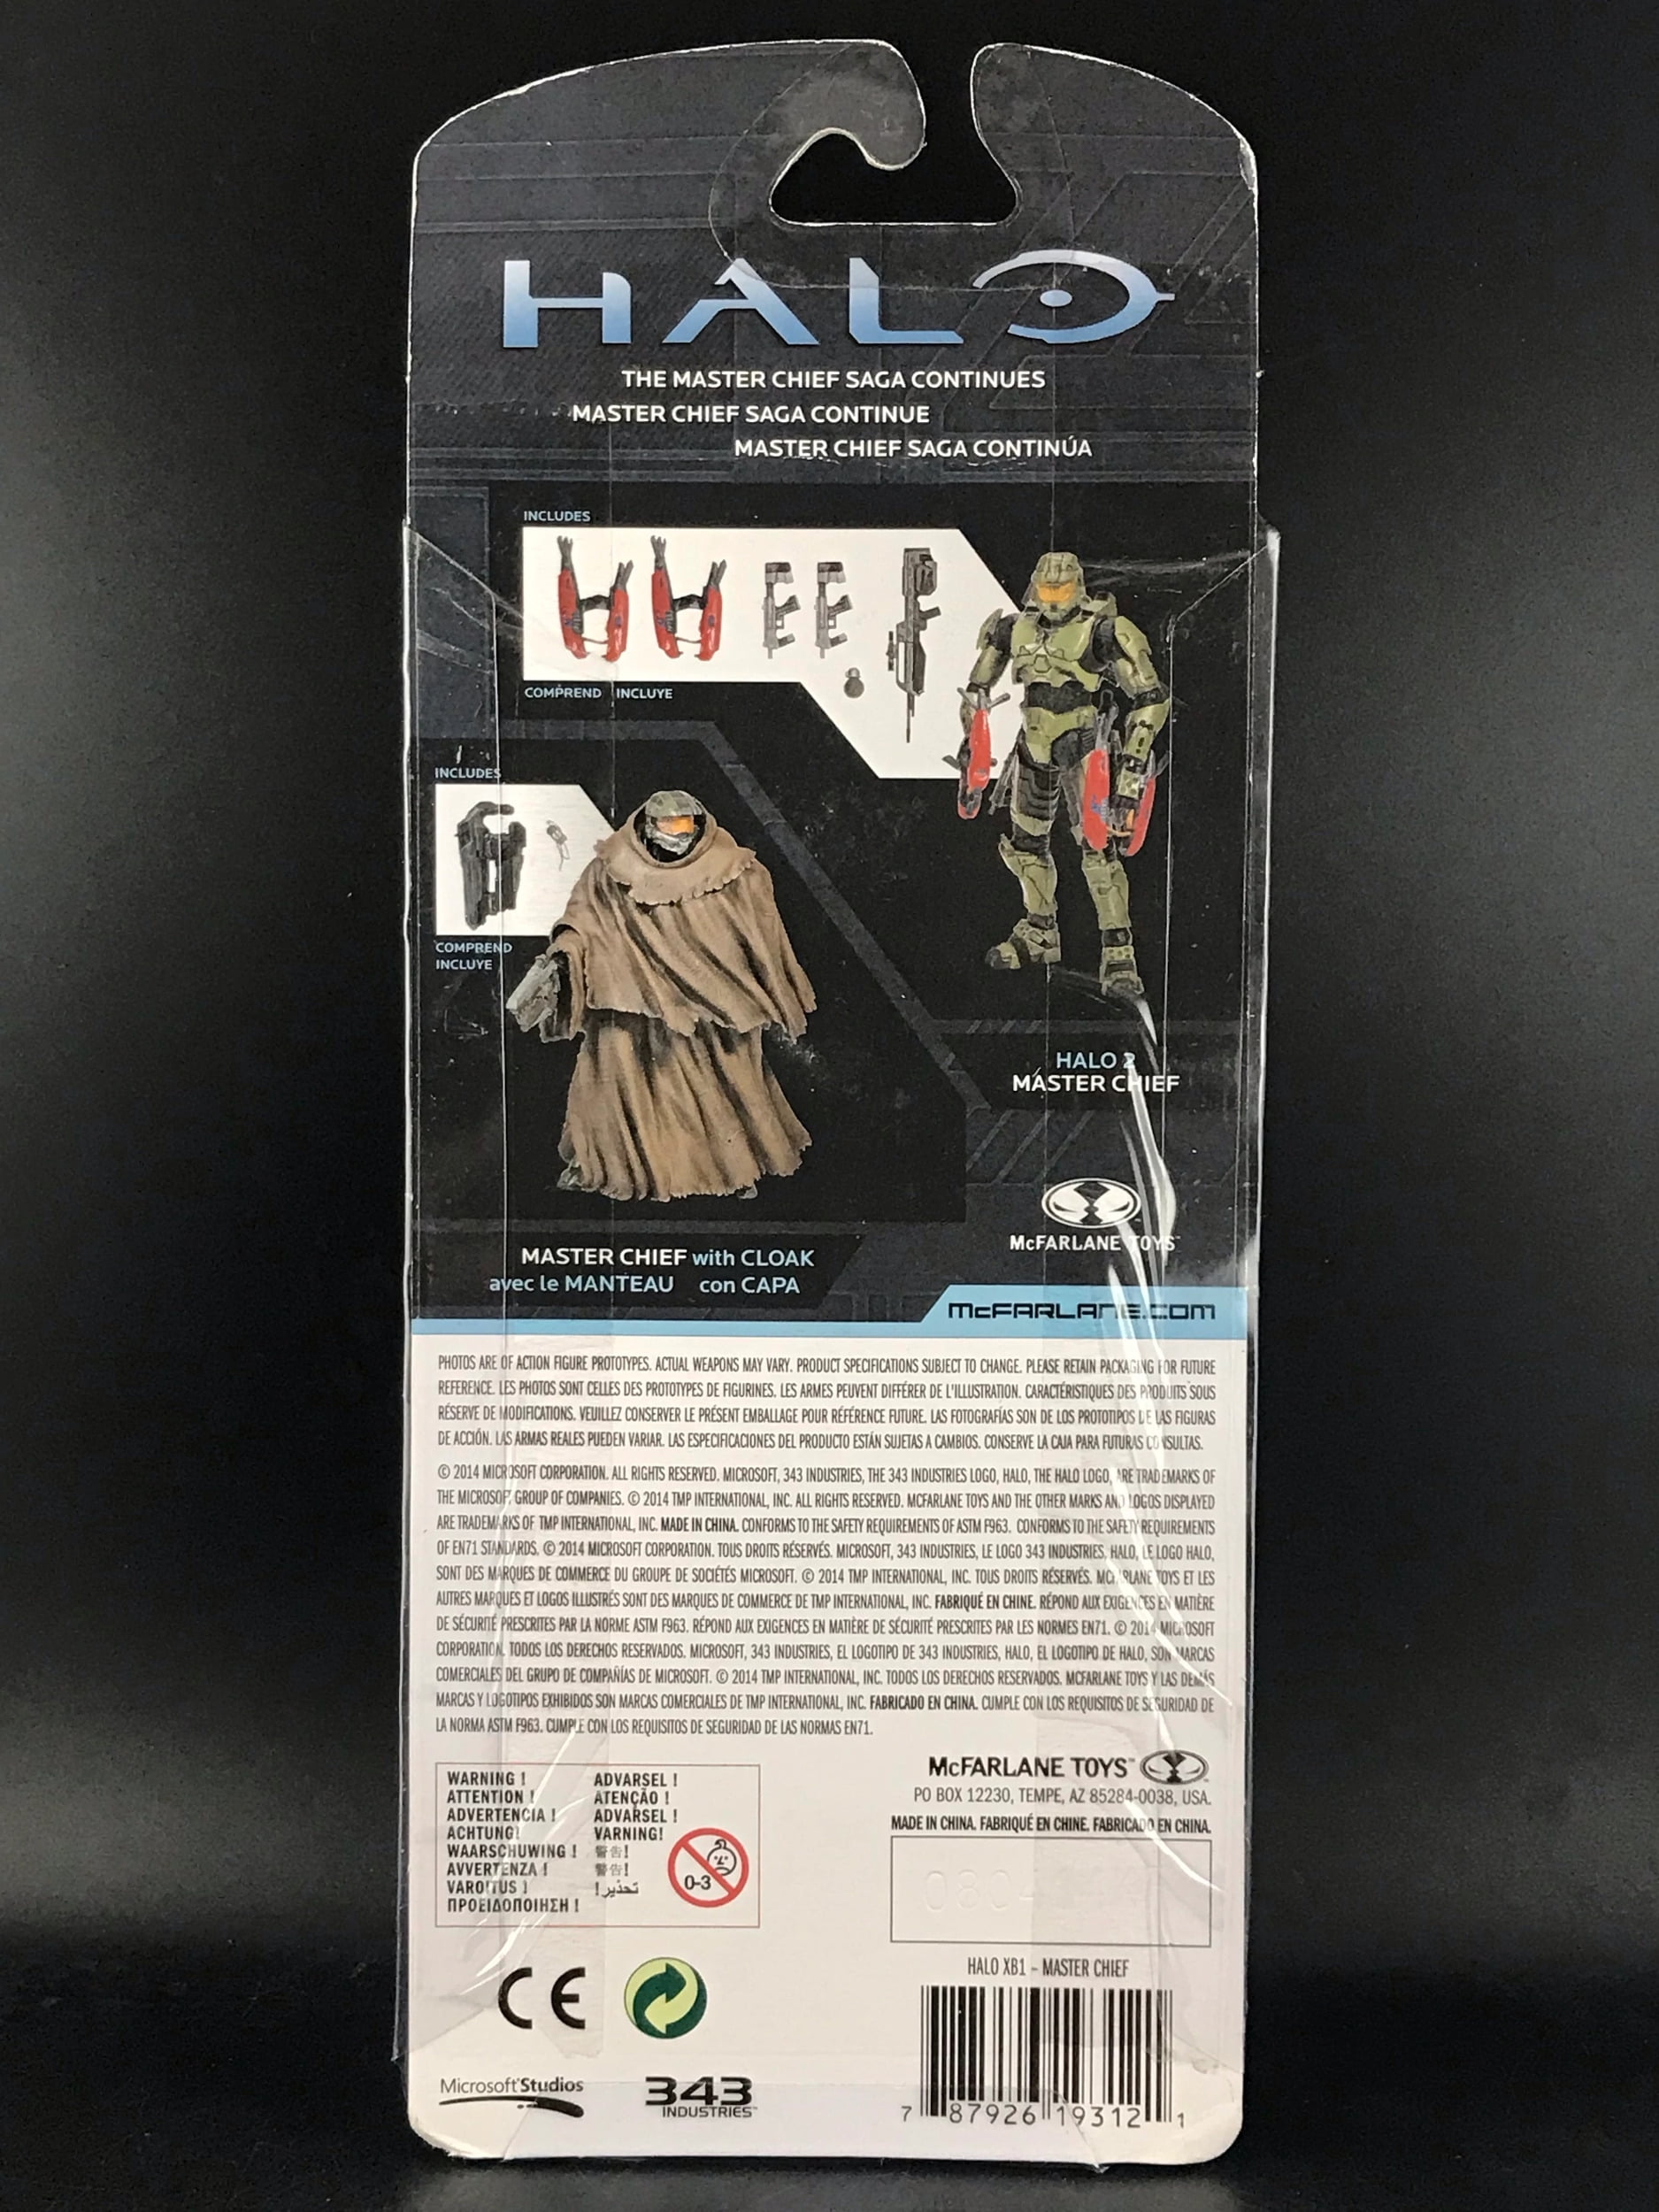 HALO
THE MASTER CHIEF SAGA CONTINUES
MASTER CHIEF SAGA CONTINUE
MASTER CHIEF SAGA CONTINÚA
INCLUDES
COMPREND INCLUYE
INCLUDES
COMPREND
INCLUYE
HALO 2
MASTER CHIEF
McFARLANE TOYS™
MASTER CHIEF with CLOAK
avec le MANTEAU con CAPA
McFARLANE.COM
PHOTOS ARE OF ACTION FIGURE PROTOTYPES. ACTUAL WEAPONS MAY VARY. PRODUCT SPECIFICATIONS SUBJECT TO CHANGE. PLEASE RETAIN PACKAGING FOR FUTURE
REFERENCE. LES PHOTOS SONT CELLES DES PROTOTYPES DE FIGURINES. LES ARMES PEUVENT DIFFÉRER DE L'ILLUSTRATION. CARACTÉRISTIQUES DES PRODUITS SOUS
RÉSERVE DE MODIFICATIONS. VEUILLEZ CONSERVER LE PRÉSENT EMBALLAGE POUR RÉFÉRENCE FUTURE. LAS FOTOGRAFÍAS SON DE LOS PROTOTIPOS DE LAS FIGURAS
DE ACCIÓN. LAS ARMAS REALES PUEDEN VARIAR. LAS ESPECIFICACIONES DEL PRODUCTO ESTÁN SUJETAS A CAMBIOS. CONSERVE LA CAJA PARA FUTURAS CONSULTAS.
© 2014 MICROSOFT CORPORATION. ALL RIGHTS RESERVED. MICROSOFT, 343 INDUSTRIES, THE 343 INDUSTRIES LOGO, HALO, THE HALO LOGO, ARE TRADEMARKS OF
THE MICROSOFT GROUP OF COMPANIES. © 2014 TMP INTERNATIONAL, INC. ALL RIGHTS RESERVED. MCFARLANE TOYS AND THE OTHER MARKS AND LOGOS DISPLAYED
ARE TRADEMARKS OF TMP INTERNATIONAL, INC. MADE IN CHINA. CONFORMS TO THE SAFETY REQUIREMENTS OF ASTM F963. CONFORMS TO THE SAFETY REQUIREMENTS
OF EN71 STANDARDS. © 2014 MICROSOFT CORPORATION. TOUS DROITS RÉSERVÉS. MICROSOFT, 343 INDUSTRIES, LE LOGO 343 INDUSTRIES, HALO, LE LOGO HALO,
SONT DES MARQUES DE COMMERCE DU GROUPE DE SOCIÉTÉS MICROSOFT. © 2014 TMP INTERNATIONAL, INC. TOUS DROITS RÉSERVÉS. MCFARLANE TOYS ET LES
AUTRES MARQUES ET LOGOS ILLUSTRÉS SONT DES MARQUES DE COMMERCE DE TMP INTERNATIONAL, INC. FABRIQUÉ EN CHINE. RÉPOND AUX EXIGENCES EN MATIÈRE
DE SÉCURITÉ PRESCRITES PAR LA NORME ASTM F963. RÉPOND AUX EXIGENCES EN MATIÈRE DE SÉCURITÉ PRESCRITES PAR LES NORMES EN71. © 2014 MICROSOFT
CORPORATION. TODOS LOS DERECHOS RESERVADOS. MICROSOFT, 343 INDUSTRIES, EL LOGOTIPO DE 343 INDUSTRIES, HALO, EL LOGOTIPO DE HALO, SON MARCAS
COMERCIALES DEL GRUPO DE COMPAÑÍAS DE MICROSOFT. © 2014 TMP INTERNATIONAL, INC. TODOS LOS DERECHOS RESERVADOS. MCFARLANE TOYS Y LAS DEMÁS
MARCAS Y LOGOTIPOS EXHIBIDOS SON MARCAS COMERCIALES DE TMP INTERNATIONAL, INC. FABRICADO EN CHINA. CUMPLE CON LOS REQUISITOS DE SEGURIDAD DE
LA NORMA ASTM F963. CUMPLE CON LOS REQUISITOS DE SEGURIDAD DE LAS NORMAS EN71.
WARNING !
ATTENTION !
ADVERTENCIA !
ACHTUNG!
WAARSCHUWING !
AVVERTENZA !
VAROITUS !
ΠΡΟΕΙΔΟΠΟΙΗΣΗ !
ADVARSEL !
ATENÇÃO !
ADVARSEL !
VARNING!
警告!
警告!
تحذير!
0-3
McFARLANE TOYS™
PO BOX 12230, TEMPE, AZ 85284-0038, USA.
MADE IN CHINA. FABRIQUÉ EN CHINE. FABRICADO EN CHINA.
HALO XB1 - MASTER CHIEF
CE
Microsoft Studios
343
INDUSTRIES™
7 87926 19312 1